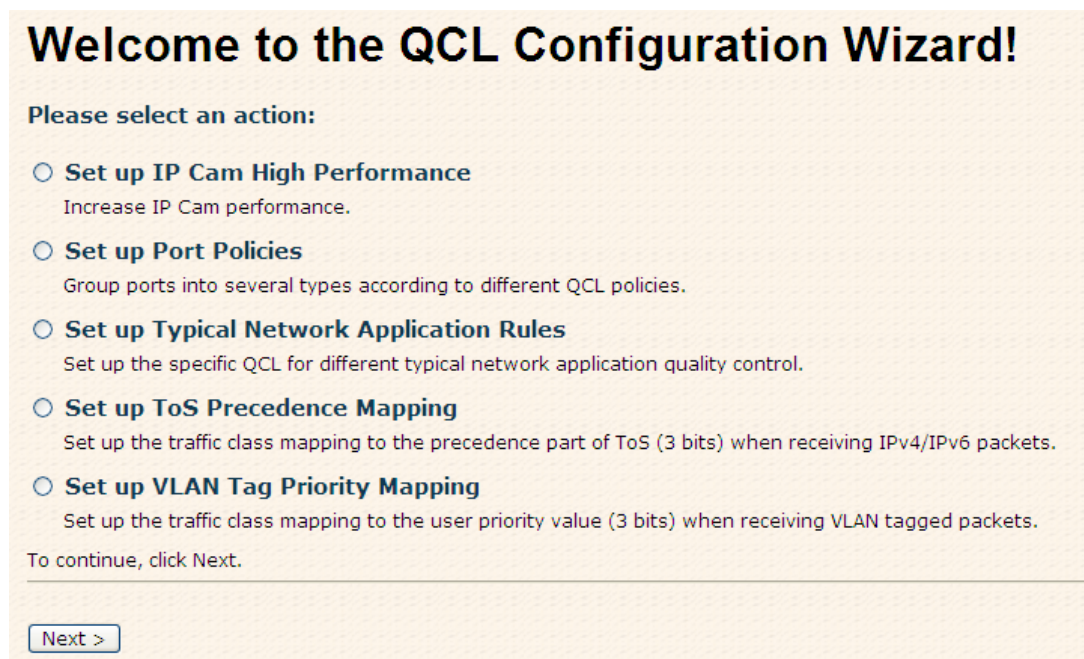 Welcome to the QCL Configuration Wizard!
Please select an action:
Set up IP Cam High Performance
Increase IP Cam performance.
Set up Port Policies
Group ports into several types according to different QCL policies.
Set up Typical Network Application Rules
Set up the specific QCL for different typical network application quality control.
Set up ToS Precedence Mapping
Set up the traffic class mapping to the precedence part of ToS (3 bits) when receiving IPv4/IPv6 packets.
Set up VLAN Tag Priority Mapping
Set up the traffic class mapping to the user priority value (3 bits) when receiving VLAN tagged packets.
To continue, click Next.
Next >